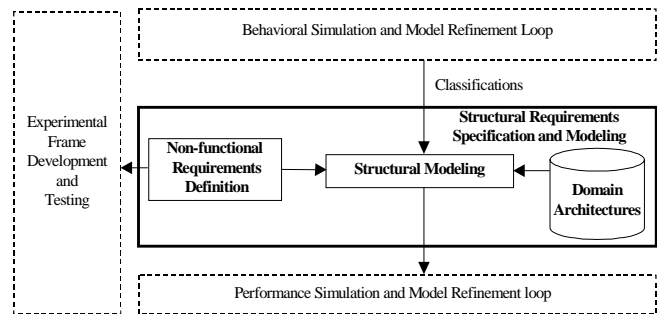 Behavioral Simulation and Model Refinement Loop
Classifications
Experimental
Frame
Development
and
Testing
Structural Requirements
Specification and Modeling
Non-functional
Requirements
Definition
Structural Modeling
Domain
Architectures
Performance Simulation and Model Refinement loop